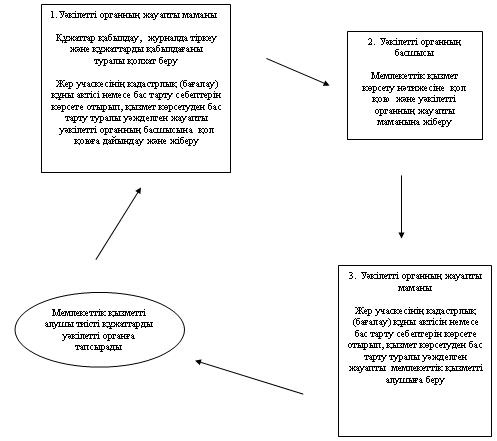 1. Уәкілетті органның жауапты маманы
Құжаттар қабылдау, журналда тіркеу
және құжаттарды қабылдағаны
туралы қолхат беру
Жер учаскесінің кадастрлық (бағалау)
құны актісі немесе бас тарту себептерін
көрсете отырып, қызмет көрсетуден бас
тарту туралы уәжделген жауапты
уәкілетті органның басшысына қол
қоюға дайындау және жіберу
2. Уәкілетті органның
басшысы
Мемлекеттік қызмет
көрсету нәтижесіне қол
қою және уәкілетті
органның жауапты
маманына жіберу
3. Уәкілетті органның жауапты
маманы
Жер учаскесінің кадастрлық
(бағалау) құны актісін немесе
бас тарту себептерін көрсете
отырып, қызмет көрсетуден бас
тарту туралы уәжделген
жауапты мемлекеттік қызметті
алушыға беру
Мемлекеттік қызметті
алушы тиісті құжаттарды
уәкілетті органға
тапсырады